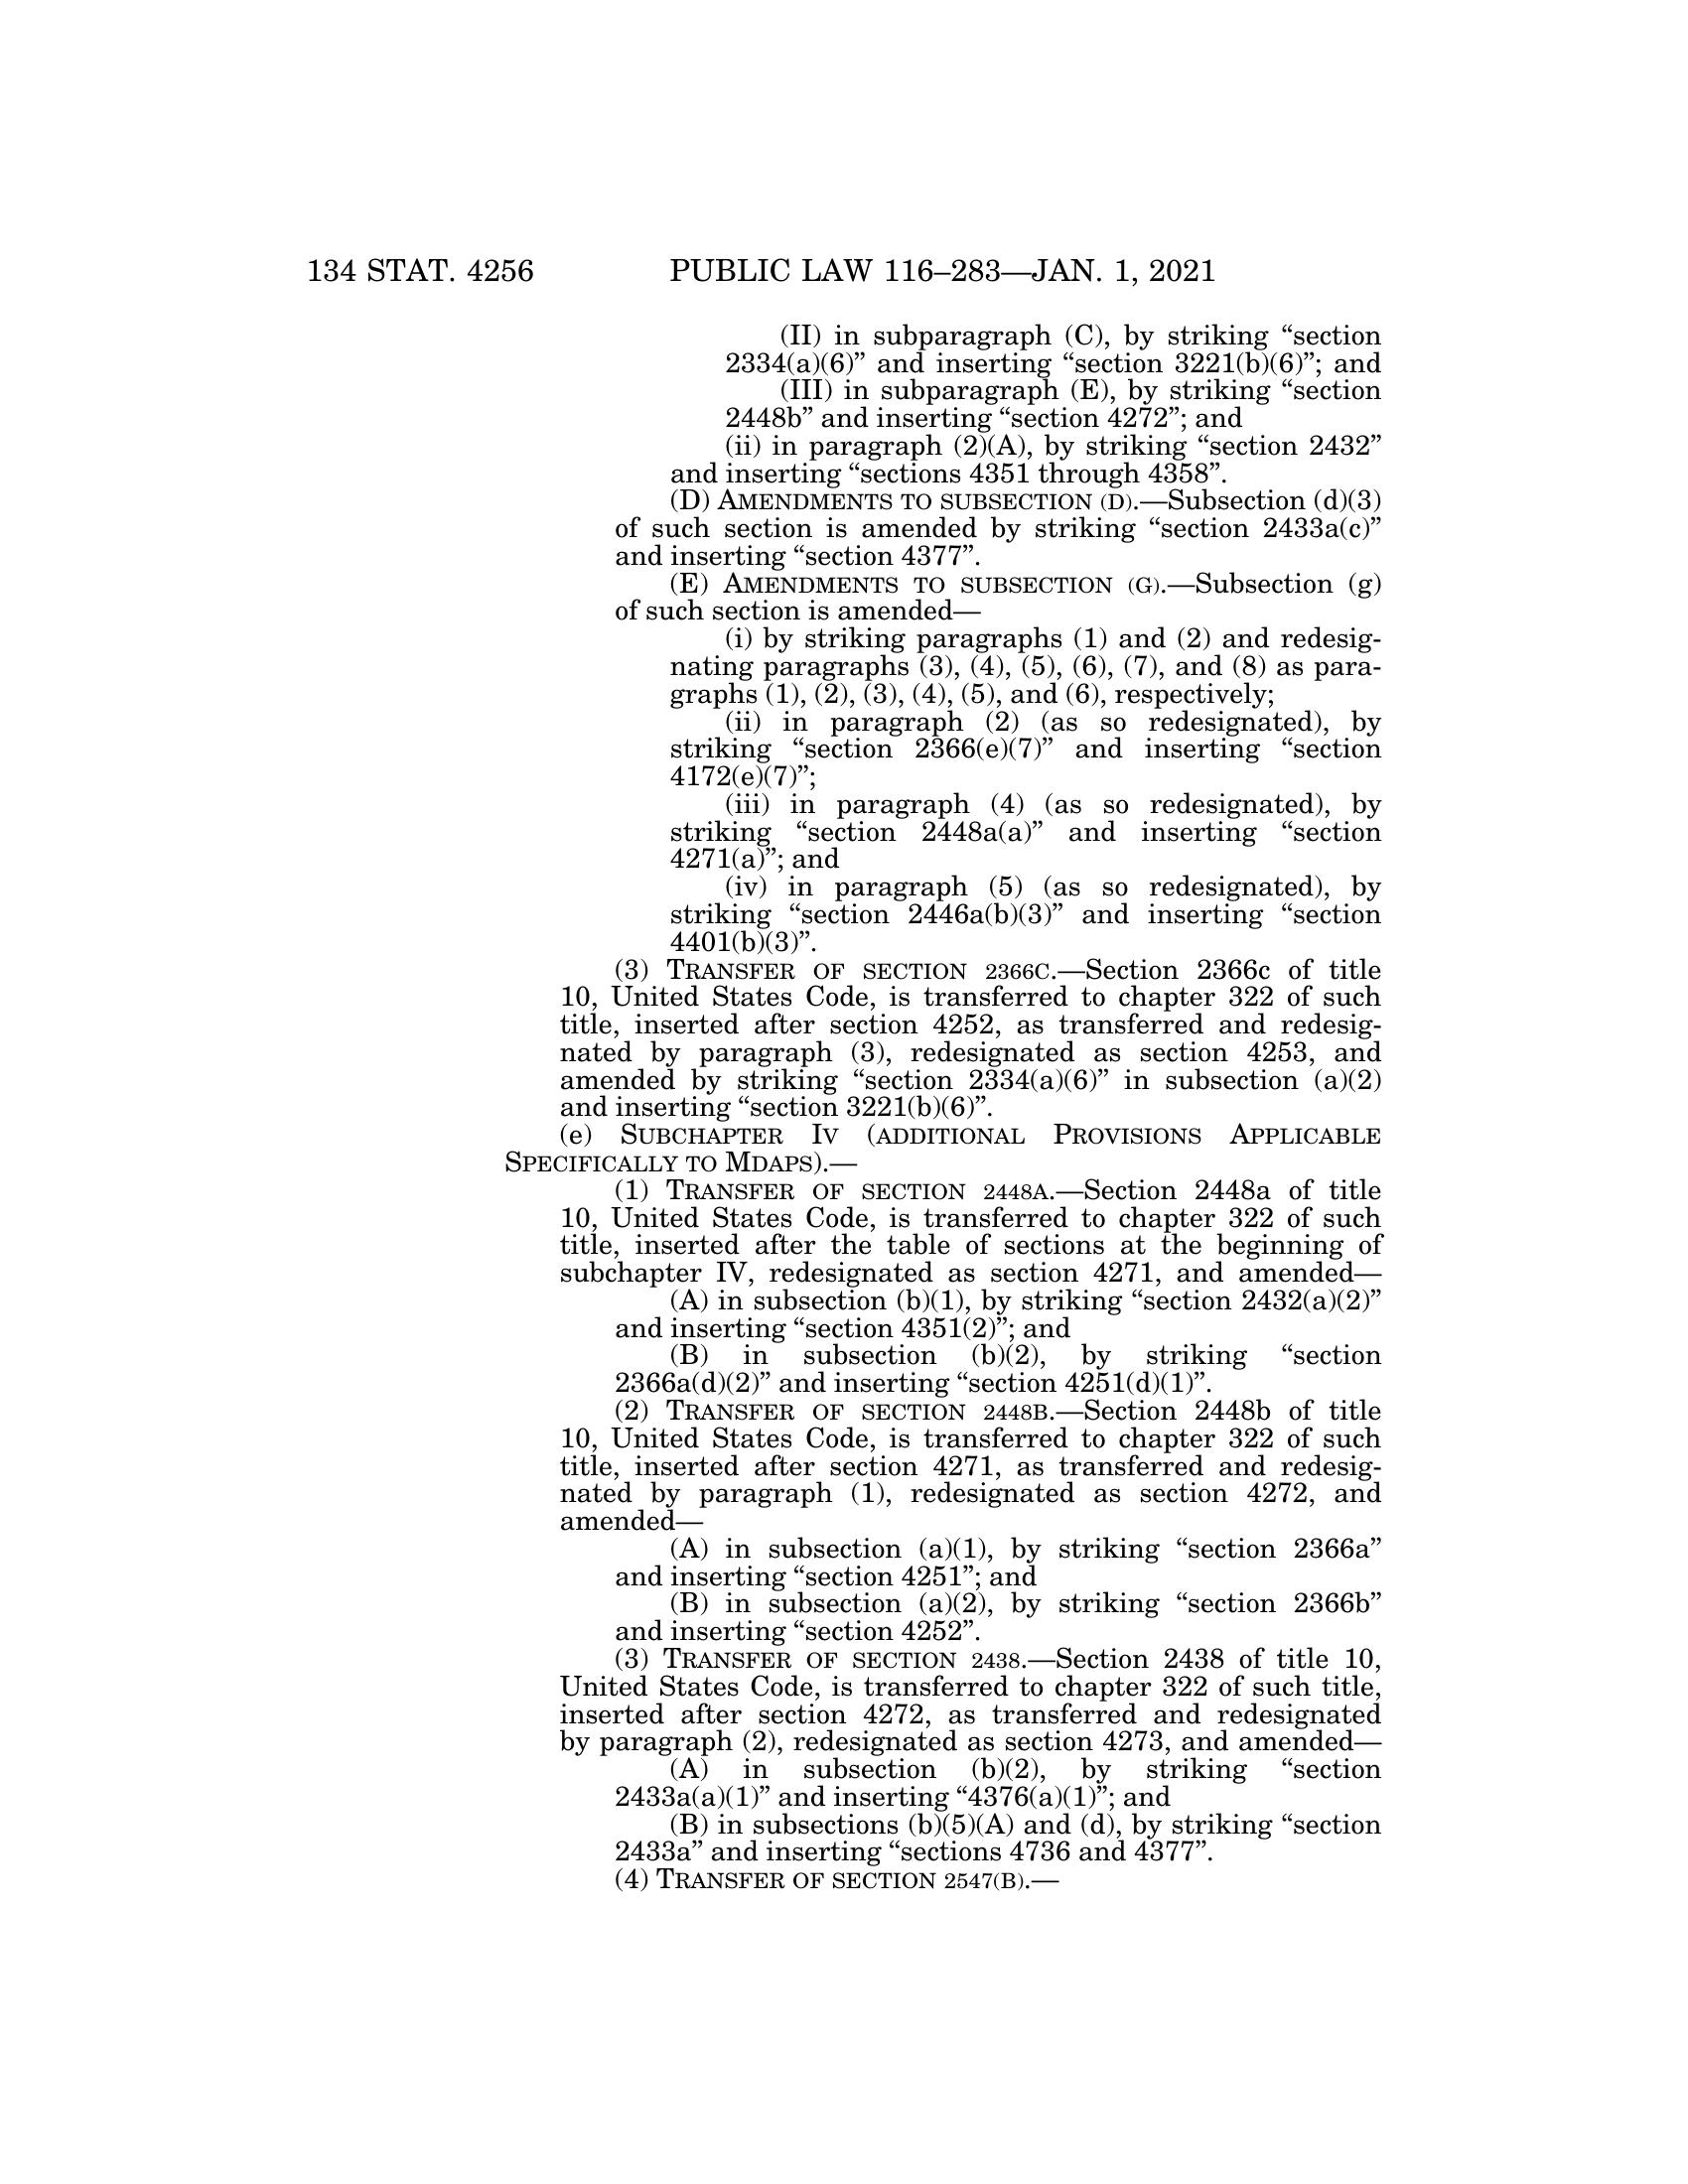 134 STAT. 4256 PUBLIC LAW 116–283—JAN. 1, 2021
(II) in subparagraph (C), by striking “section
2334(a)(6)” and inserting “section 3221(b)(6)”; and
(III) in subparagraph (E), by striking “section
2448b” and inserting “section 4272”; and
(ii) in paragraph (2)(A), by striking “section 2432”
and inserting “sections 4351 through 4358”.
(D) AMENDMENTS TO SUBSECTION (D).—Subsection (d)(3)
of such section is amended by striking “section 2433a(c)”
and inserting “section 4377”.
(E) AMENDMENTS TO SUBSECTION (G).—Subsection (g)
of such section is amended—
(i) by striking paragraphs (1) and (2) and redesig-
nating paragraphs (3), (4), (5), (6), (7), and (8) as para-
graphs (1), (2), (3), (4), (5), and (6), respectively;
(ii) in paragraph (2) (as so redesignated), by
striking “section 2366(e)(7)” and inserting “section
4172(e)(7)”;
(iii) in paragraph (4) (as so redesignated), by
striking “section 2448a(a)” and inserting “section
4271(a)”; and
(iv) in paragraph (5) (as so redesignated), by
striking “section 2446a(b)(3)” and inserting “section
4401(b)(3)”.
(3) TRANSFER OF SECTION 2366C.—Section 2366c of title
10, United States Code, is transferred to chapter 322 of such
title, inserted after section 4252, as transferred and redesig-
nated by paragraph (3), redesignated as section 4253, and
amended by striking “section 2334(a)(6)” in subsection (a)(2)
and inserting “section 3221(b)(6)”.
(e) SUBCHAPTER IV (ADDITIONAL PROVISIONS APPLICABLE
SPECIFICALLY TO MDAPS).—
(1) TRANSFER OF SECTION 2448A.—Section 2448a of title
10, United States Code, is transferred to chapter 322 of such
title, inserted after the table of sections at the beginning of
subchapter IV, redesignated as section 4271, and amended—
(A) in subsection (b)(1), by striking “section 2432(a)(2)”
and inserting “section 4351(2)”; and
(B) in subsection (b)(2), by striking “section
2366a(d)(2)” and inserting “section 4251(d)(1)”.
(2) TRANSFER OF SECTION 2448B.—Section 2448b of title
10, United States Code, is transferred to chapter 322 of such
title, inserted after section 4271, as transferred and redesig-
nated by paragraph (1), redesignated as section 4272, and
amended—
(A) in subsection (a)(1), by striking “section 2366a”
and inserting “section 4251”; and
(B) in subsection (a)(2), by striking “section 2366b”
and inserting “section 4252”.
(3) TRANSFER OF SECTION 2438.—Section 2438 of title 10,
United States Code, is transferred to chapter 322 of such title,
inserted after section 4272, as transferred and redesignated
by paragraph (2), redesignated as section 4273, and amended—
(A) in subsection (b)(2), by striking “section
2433a(a)(1)” and inserting “4376(a)(1)”; and
(B) in subsections (b)(5)(A) and (d), by striking “section
2433a” and inserting “sections 4736 and 4377”.
(4) TRANSFER OF SECTION 2547(B).—